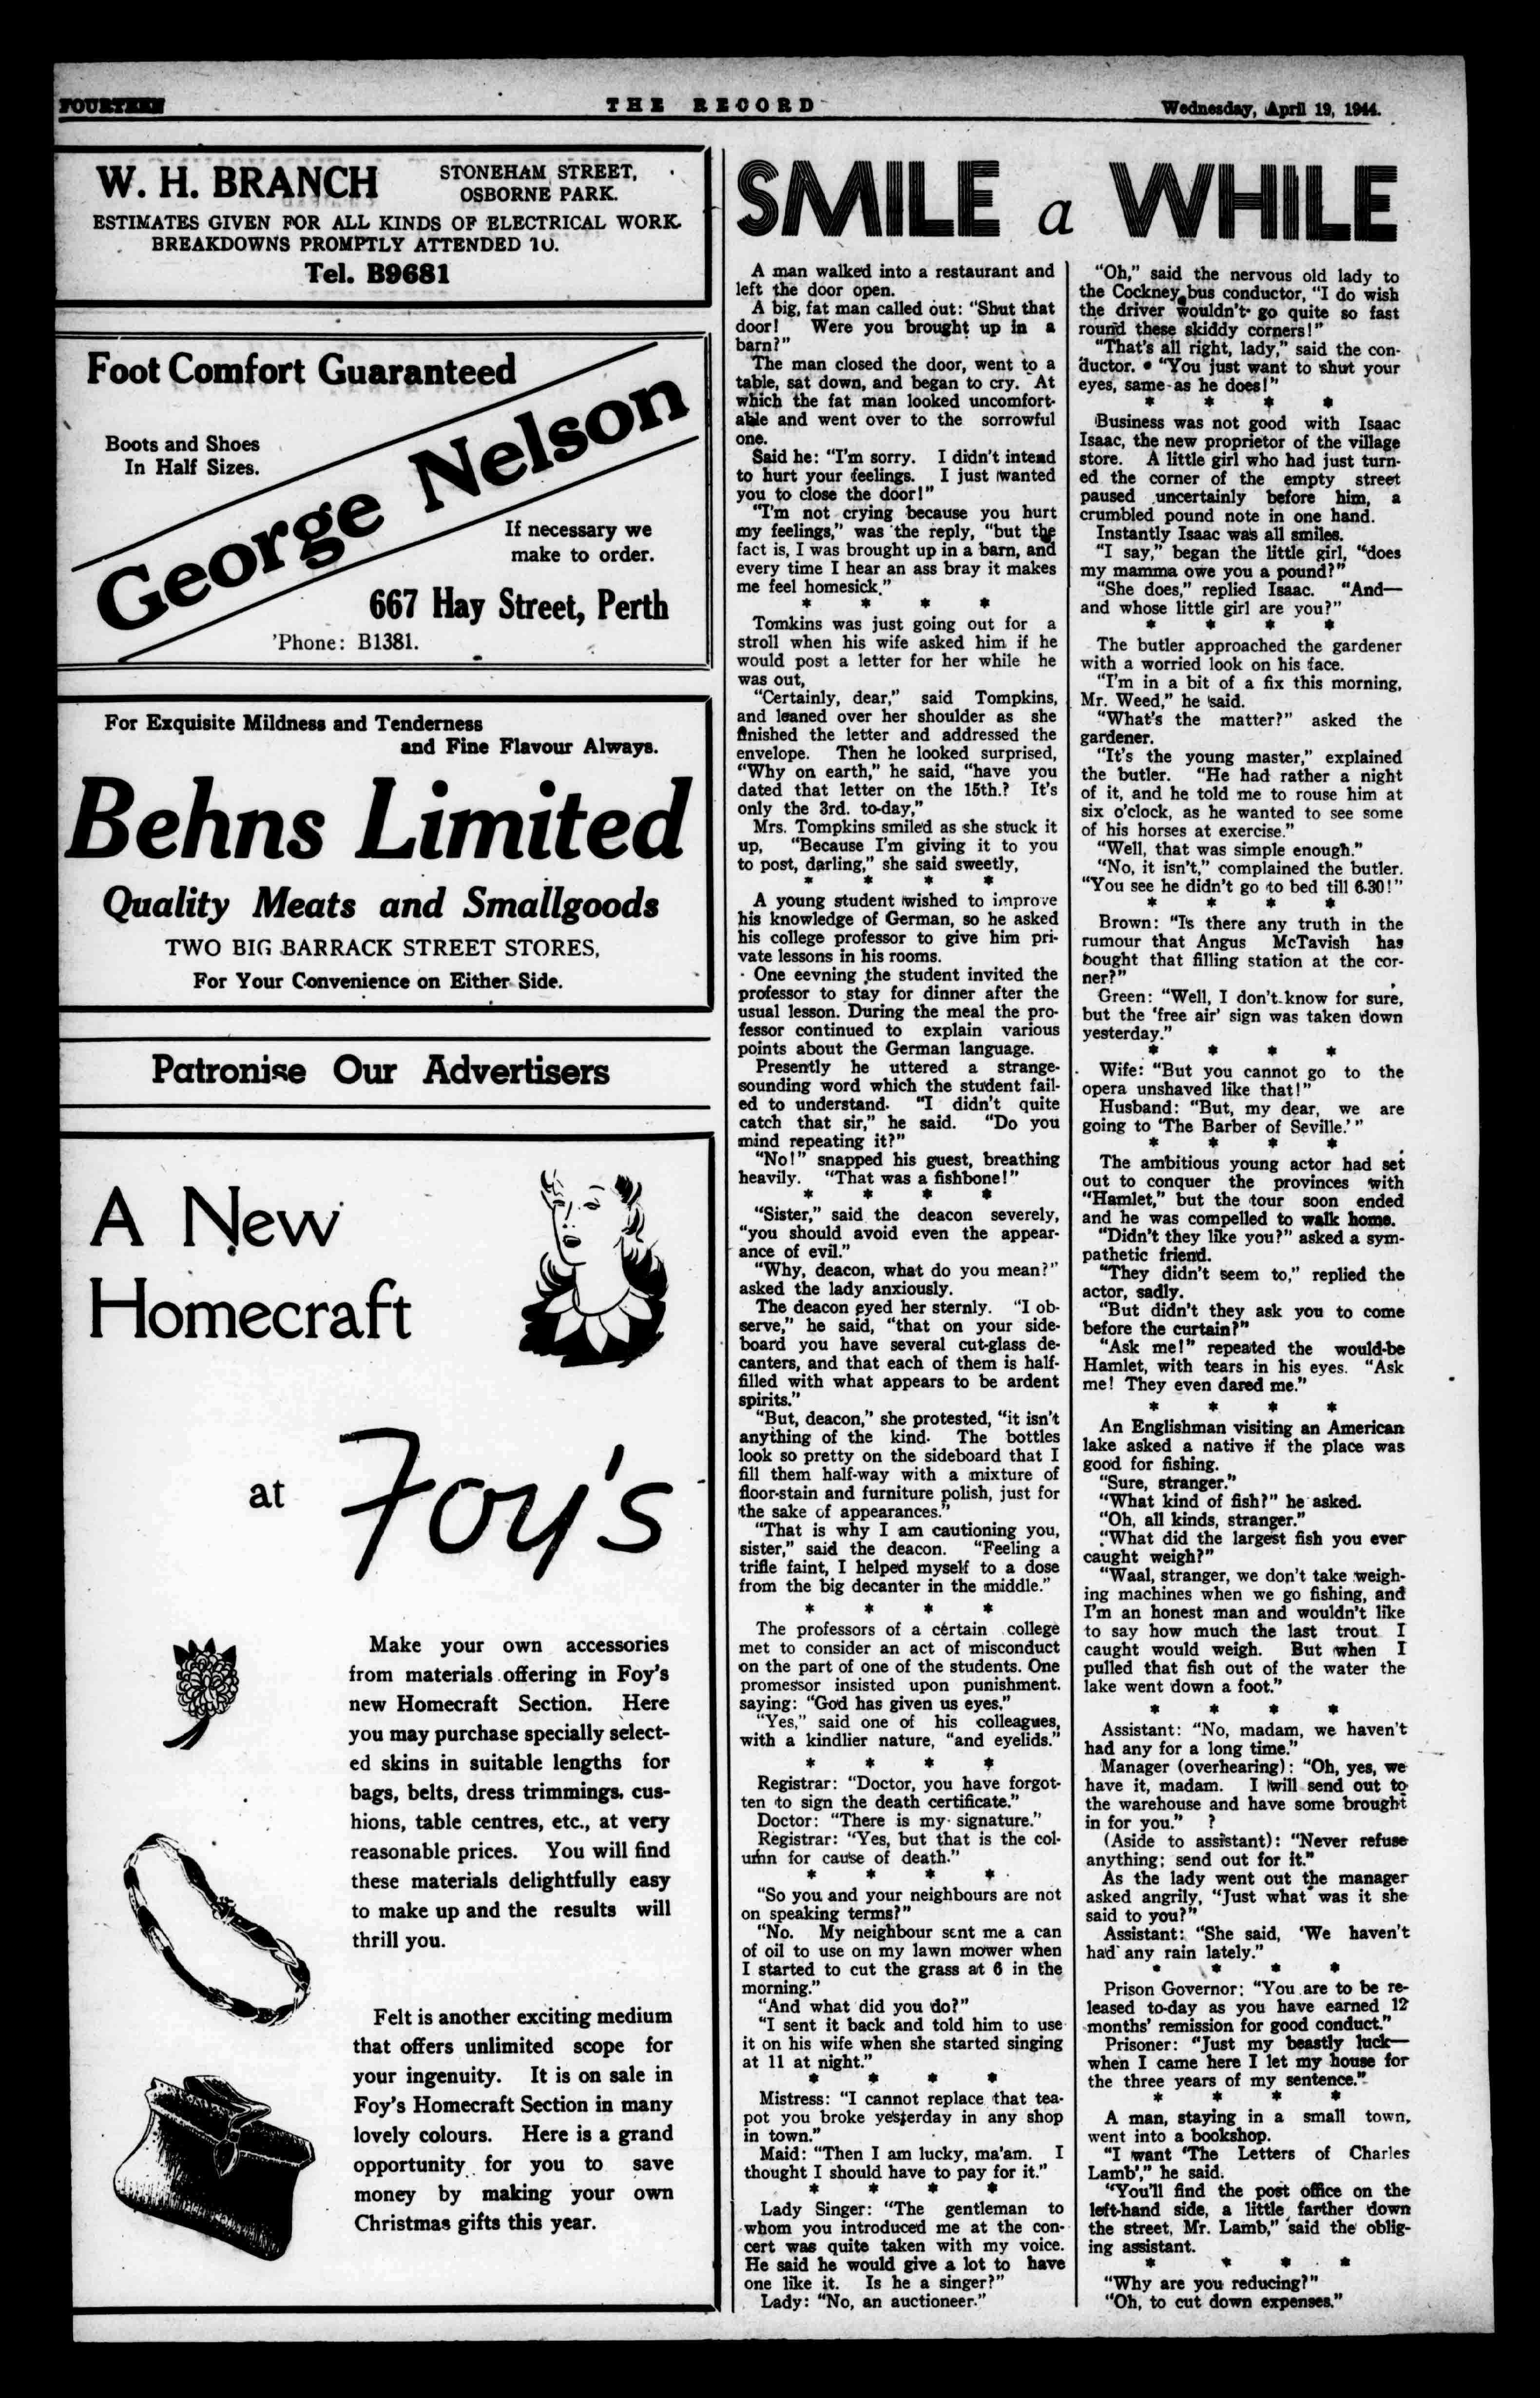 FOURTEEN
THE RECORD
Wednesday, April 19, 1944.
W. H. BRANCH
STONEHAM STREET,
OSBORNE PARK.
ESTIMATES GIVEN FOR ALL KINDS OF ELECTRICAL WORK.
BREAKDOWNS PROMPTLY ATTENDED TO.
Tel. B9681
Foot Comfort Guaranteed
Boots and Shoes
In Half Sizes.
George Nelson
If necessary we
make to order.
667 Hay Street, Perth
'Phone: B1381.
For Exquisite Mildness and Tenderness
and Fine Flavour Always.
Behns Limited
Quality Meats and Smallgoods
TWO BIG BARRACK STREET STORES,
For Your Convenience on Either Side.
Patronise Our Advertisers
A New
Homecraft
at Foy's
Make your own accessories
from materials offering in Foy's
new Homecraft Section. Here
you may purchase specially select-
ed skins in suitable lengths for
bags, belts, dress trimmings, cus-
hions, table centres, etc., at very
reasonable prices. You will find
these materials delightfully easy
to make up and the results will
thrill you.
Felt is another exciting medium
that offers unlimited scope for
your ingenuity. It is on sale in
Foy's Homecraft Section in many
lovely colours. Here is a grand
opportunity for you to save
money by making your own
Christmas gifts this year.
SMILE a WHILE
A man walked into a restaurant and
left the door open.
A big, fat man called out: "Shut that
door! Were you brought up in a
barn?"
The man closed the door, went to a
table, sat down, and began to cry. At
which the fat man looked uncomfort-
able and went over to the sorrowful
one.
Said he: "I'm sorry. I didn't intend
to hurt your feelings. I just wanted
you to close the door!"
"I'm not crying because you hurt
my feelings," was the reply, "but the
fact is, I was brought up in a barn, and
every time I hear an ass bray it makes
me feel homesick."
* * * *
Tomkins was just going out for a
stroll when his wife asked him if he
would post a letter for her while he
was out,
"Certainly, dear," said Tompkins,
and leaned over her shoulder as she
finished the letter and addressed the
envelope. Then he looked surprised,
"Why on earth," he said, "have you
dated that letter on the 15th.? It's
only the 3rd. to-day,"
Mrs. Tompkins smiled as she stuck it
up, "Because I'm giving it to you
to post, darling," she said sweetly,
* * * *
A young student wished to improve
his knowledge of German, so he asked
his college professor to give him pri-
vate lessons in his rooms.
One eevning the student invited the
professor to stay for dinner after the
usual lesson. During the meal the pro-
fessor continued to explain various
points about the German language.
Presently he uttered a strange-
sounding word which the student fail-
ed to understand. "I didn't quite
catch that sir," he said. "Do you
mind repeating it?"
"No!" snapped his guest, breathing
heavily. "That was a fishbone!"
* * * *
"Sister," said the deacon severely,
"you should avoid even the appear-
ance of evil."
"Why, deacon, what do you mean?"
asked the lady anxiously.
The deacon eyed her sternly. "I ob-
serve," he said, "that on your side-
board you have several cut-glass de-
canters, and that each of them is half-
filled with what appears to be ardent
spirits."
"But, deacon," she protested, "it isn't
anything of the kind. The bottles
look so pretty on the sideboard that I
fill them half-way with a mixture of
floor-stain and furniture polish, just for
the sake of appearances."
"That is why I am cautioning you,
sister," said the deacon. "Feeling a
trifle faint, I helped myself to a dose
from the big decanter in the middle."
* * * *
The professors of a certain college
met to consider an act of misconduct
on the part of one of the students. One
promessor insisted upon punishment.
saying: "God has given us eyes."
"Yes," said one of his colleagues,
with a kindlier nature, "and eyelids."
* * * *
Registrar: "Doctor, you have forgot-
ten to sign the death certificate."
Doctor: "There is my signature."
Registrar: "Yes, but that is the col-
umn for cause of death."
* * * *
"So you and your neighbours are not
on speaking terms?"
"No. My neighbour sent me a can
of oil to use on my lawn mower when
I started to cut the grass at 6 in the
morning."
"And what did you do?"
"I sent it back and told him to use
it on his wife when she started singing
at 11 at night."
* * * *
Mistress: "I cannot replace that tea-
pot you broke yesterday in any shop
in town."
Maid: "Then I am lucky, ma'am. I
thought I should have to pay for it."
* * * *
Lady Singer: "The gentleman to
whom you introduced me at the con-
cert was quite taken with my voice.
He said he would give a lot to have
one like it. Is he a singer?"
Lady: "No, an auctioneer."
"Oh," said the nervous old lady to
the Cockney bus conductor, "I do wish
the driver wouldn't go quite so fast
round these skiddy corners!"
"That's all right, lady," said the con-
ductor. "You just want to shut your
eyes, same as he does!"
* * * *
Business was not good with Isaac
Isaac, the new proprietor of the village
store. A little girl who had just turn-
ed the corner of the empty street
paused uncertainly before him, a
crumbled pound note in one hand.
Instantly Isaac was all smiles.
"I say," began the little girl, "does
my mamma owe you a pound?"
"She does," replied Isaac. "And—
and whose little girl are you?"
* * * *
The butler approached the gardener
with a worried look on his face.
"I'm in a bit of a fix this morning,
Mr. Weed," he said.
"What's the matter?" asked the
gardener.
"It's the young master," explained
the butler. "He had rather a night
of it, and he told me to rouse him at
six o'clock, as he wanted to see some
of his horses at exercise."
"Well, that was simple enough."
"No, it isn't," complained the butler.
"You see he didn't go to bed till 6.30!"
* * * *
Brown: "Is there any truth in the
rumour that Angus McTavish has
bought that filling station at the cor-
ner?"
Green: "Well, I don't know for sure,
but the 'free air' sign was taken down
yesterday."
* * * *
Wife: "But you cannot go to the
opera unshaved like that!"
Husband: "But, my dear, we are
going to 'The Barber of Seville.'"
* * * *
The ambitious young actor had set
out to conquer the provinces with
"Hamlet," but the tour soon ended
and he was compelled to walk home.
"Didn't they like you?" asked a sym-
pathetic friend.
"They didn't seem to," replied the
actor, sadly.
"But didn't they ask you to come
before the curtain?"
"Ask me!" repeated the would-be
Hamlet, with tears in his eyes. "Ask
me! They even dared me."
* * * *
An Englishman visiting an American
lake asked a native if the place was
good for fishing.
"Sure, stranger."
"What kind of fish?" he asked.
"Oh, all kinds, stranger."
"What did the largest fish you ever
caught weigh?"
"Waal, stranger, we don't take weigh-
ing machines when we go fishing, and
I'm an honest man and wouldn't like
to say how much the last trout I
caught would weigh. But when I
pulled that fish out of the water the
lake went down a foot."
* * * *
Assistant: "No, madam, we haven't
had any for a long time."
Manager (overhearing): "Oh, yes, we
have it, madam. I will send out to
the warehouse and have some brought
in for you." ?
(Aside to assistant): "Never refuse
anything; send out for it."
As the lady went out the manager
asked angrily, "Just what was it she
said to you?"
Assistant: "She said, 'We haven't
had any rain lately."
* * * *
Prison Governor: "You are to be re-
leased to-day as you have earned 12
months' remission for good conduct."
Prisoner: "Just my beastly luck—
when I came here I let my house for
the three years of my sentence."
* * * *
A man, staying in a small town,
went into a bookshop.
"I want 'The Letters of Charles
Lamb'," he said.
"You'll find the post office on the
left-hand side, a little farther down
the street, Mr. Lamb," said the oblig-
ing assistant.
* * * *
"Why are you reducing?"
"Oh, to cut down expenses."